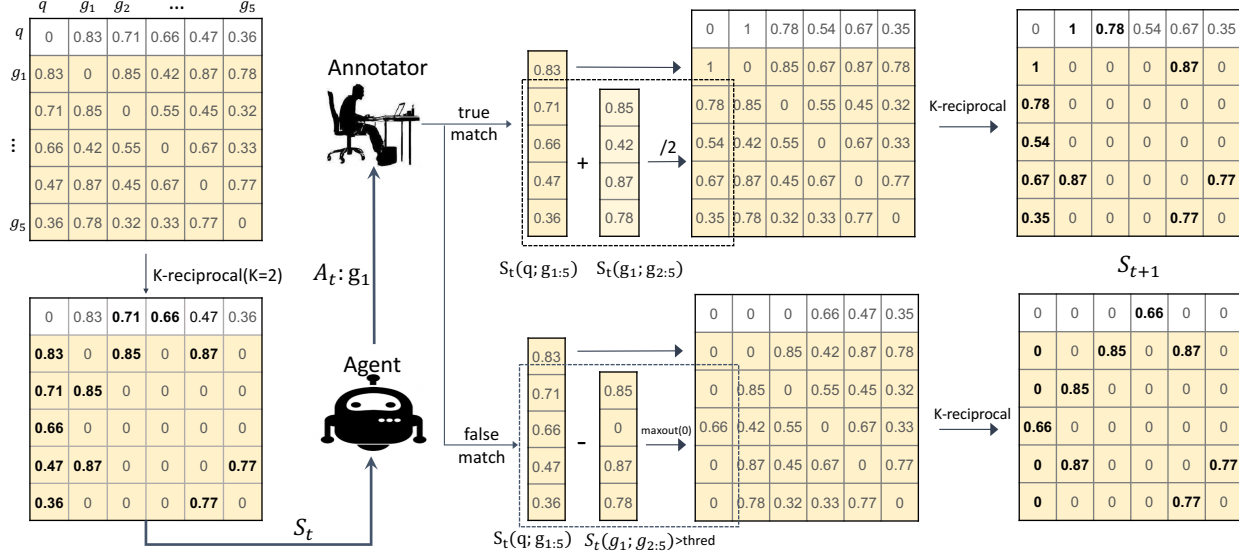 q g₁ g₂ ... g₅
q 0 0.83 0.71 0.66 0.47 0.36
g₁ 0.83 0 0.85 0.42 0.87 0.78
0.71 0.85 0 0.55 0.45 0.32
... 0.66 0.42 0.55 0 0.67 0.33
0.47 0.87 0.45 0.67 0 0.77
g₅ 0.36 0.78 0.32 0.33 0.77 0
K-reciprocal(K=2)
0 0.83 0.71 0.66 0.47 0.36
0.83 0 0.85 0 0.87 0
0.71 0.85 0 0 0 0
0.66 0 0 0 0 0
0.47 0.87 0 0 0 0.77
0.36 0 0 0 0.77 0
Sₜ
Agent
Aₜ: g₁
Annotator
true
match
false
match
0.83
0.71
0.66
0.47
0.36
+
0.85
0.42
0.87
0.78
/2
Sₜ(q; g₁:₅) Sₜ(g₁; g₂:₅)
0 1 0.78 0.54 0.67 0.35
1 0 0.85 0.67 0.87 0.78
0.78 0.85 0 0.55 0.45 0.32
0.54 0.42 0.55 0 0.67 0.33
0.67 0.87 0.45 0.67 0 0.77
0.35 0.78 0.32 0.33 0.77 0
K-reciprocal
0 1 0.78 0.54 0.67 0.35
1 0 0 0 0.87 0
0.78 0 0 0 0 0
0.54 0 0 0 0 0
0.67 0.87 0 0 0 0.77
0.35 0 0 0 0.77 0
Sₜ₊₁
0.83
0.71
0.66
0.47
0.36
-
0.85
0
0.87
0.78
maxout(0)
Sₜ(q; g₁:₅) Sₜ(g₁; g₂:₅)>thred
0 0 0 0.66 0.47 0.35
0 0 0.85 0.42 0.87 0.78
0 0.85 0 0.55 0.45 0.32
0.66 0.42 0.55 0 0.67 0.33
0 0.87 0.45 0.67 0 0.77
0 0.78 0.32 0.33 0.77 0
K-reciprocal
0 0 0 0.66 0 0
0 0 0.85 0 0.87 0
0 0.85 0 0 0 0
0.66 0 0 0 0 0
0 0.87 0 0 0 0.77
0 0 0 0 0.77 0